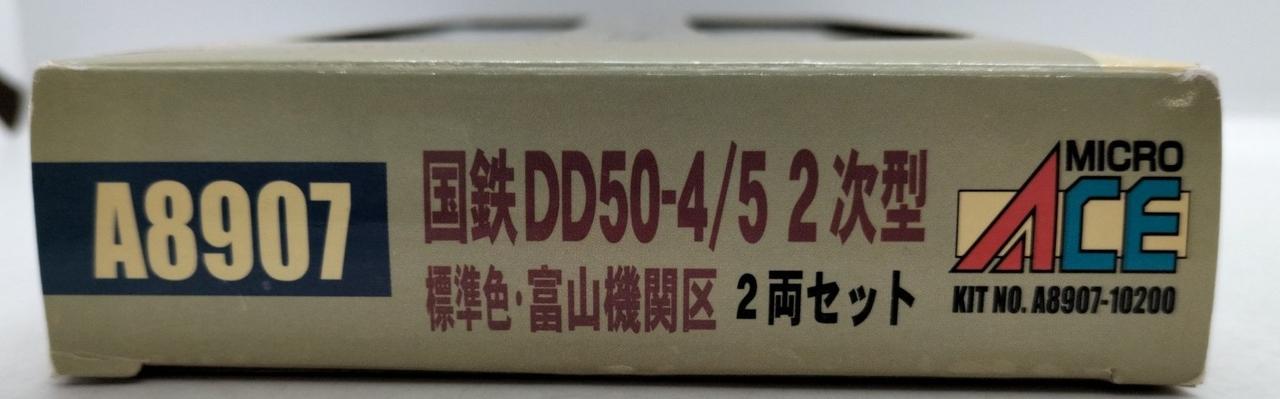 A8907
国鉄DD50-4/5 2次型
標準色・富山機関区 2両セット
MICRO
ACE
KIT NO. A8907-10200